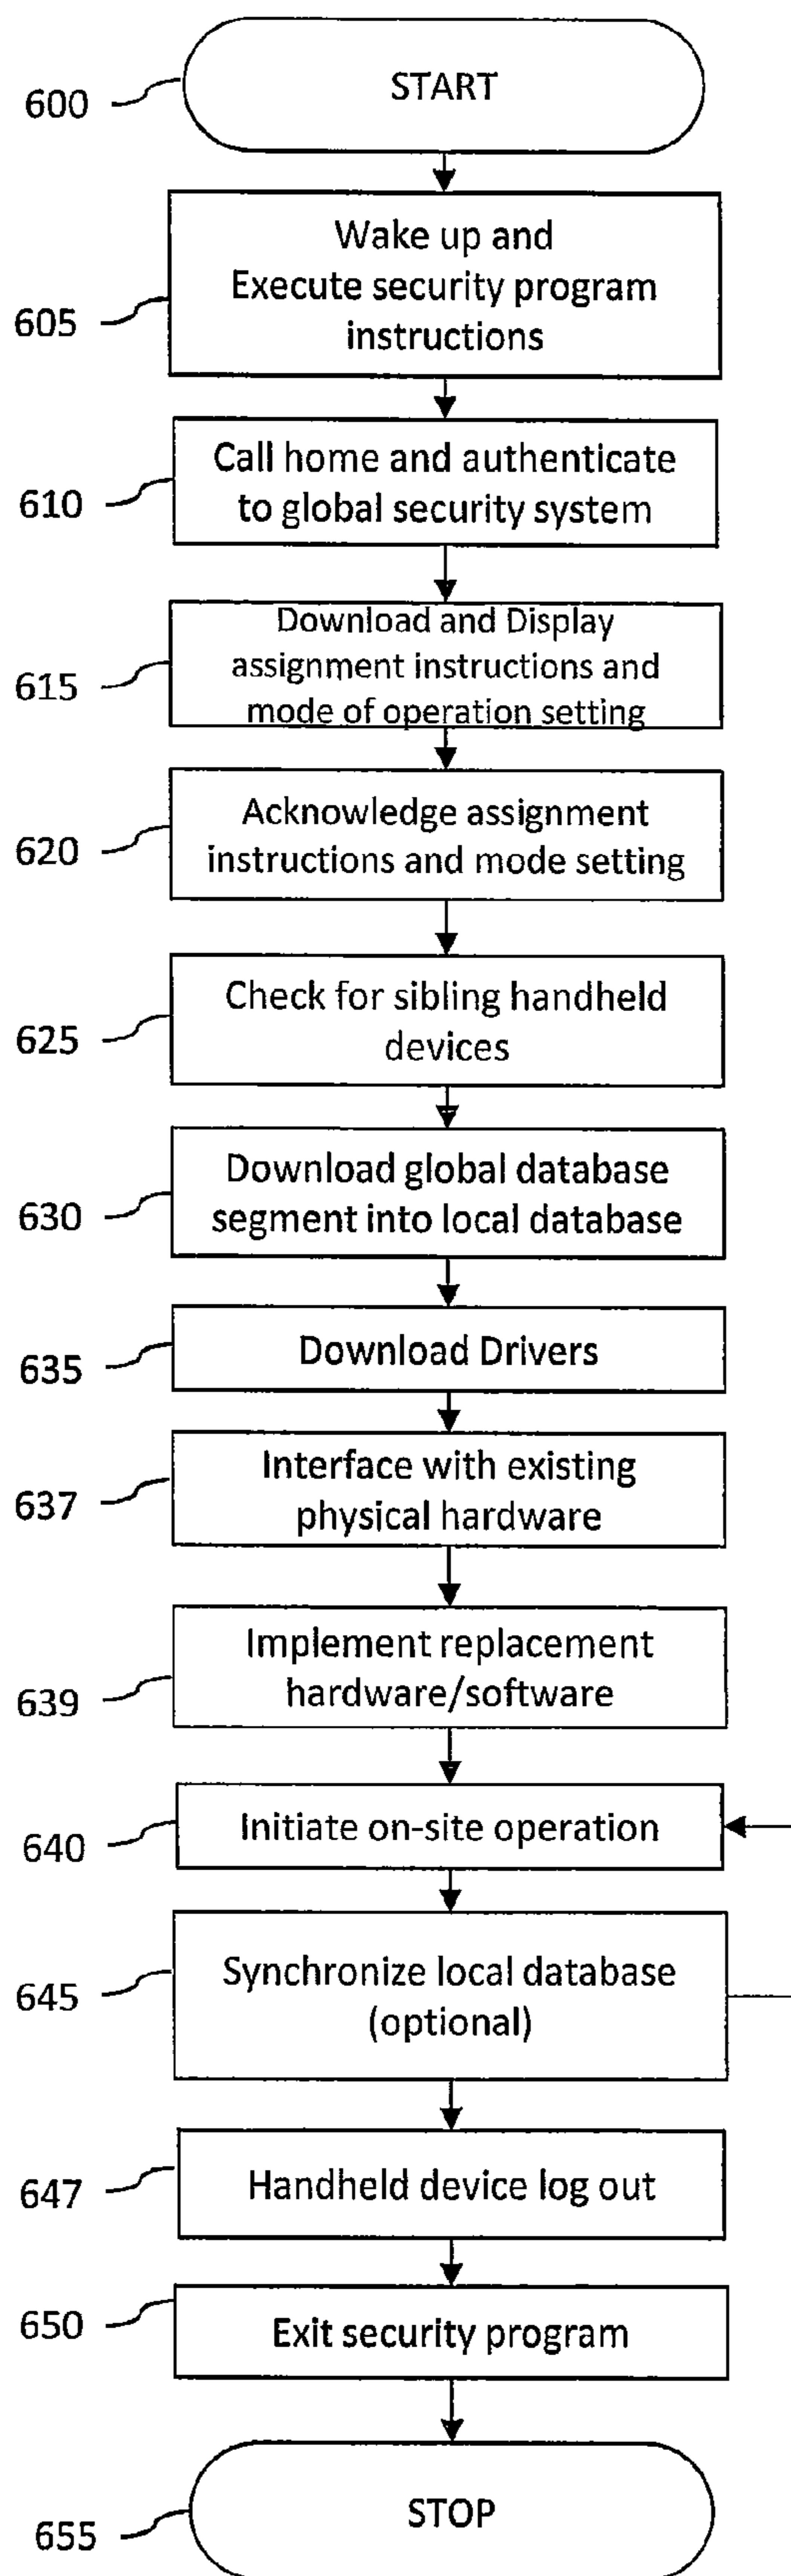 START
600
Wake up and
Execute security program
instructions
605
Call home and authenticate
to global security system
610
Download and Display
assignment instructions and
mode of operation setting
615
Acknowledge assignment
instructions and mode setting
620
Check for sibling handheld
devices
625
Download global database
segment into local database
630
Download Drivers
635
Interface with existing
physical hardware
637
Implement replacement
hardware/software
639
Initiate on-site operation
640
Synchronize local database
(optional)
645
Handheld device log out
647
Exit security program
650
STOP
655